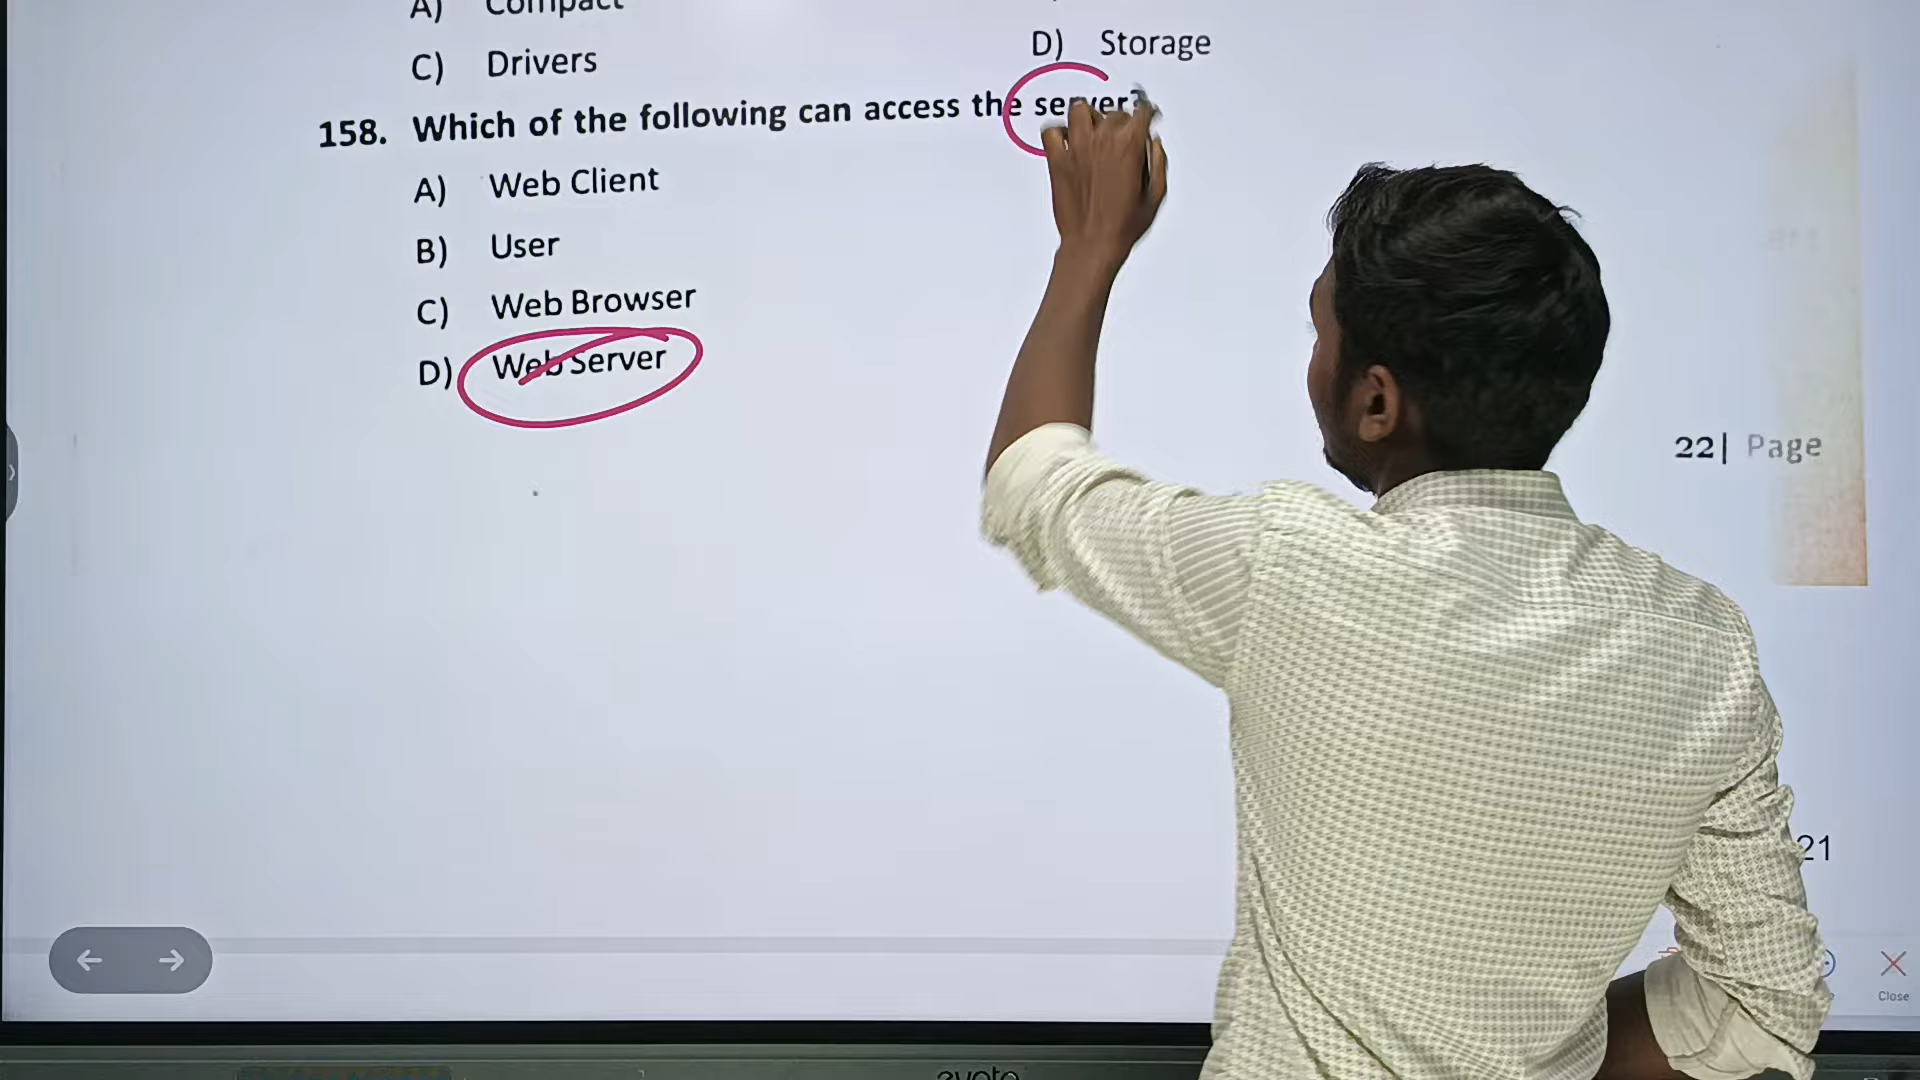 A) Compact
C) Drivers
D) Storage
158. Which of the following can access the server?
A) Web Client
B) User
C) Web Browser
D) Web Server
22| Page
21
Close